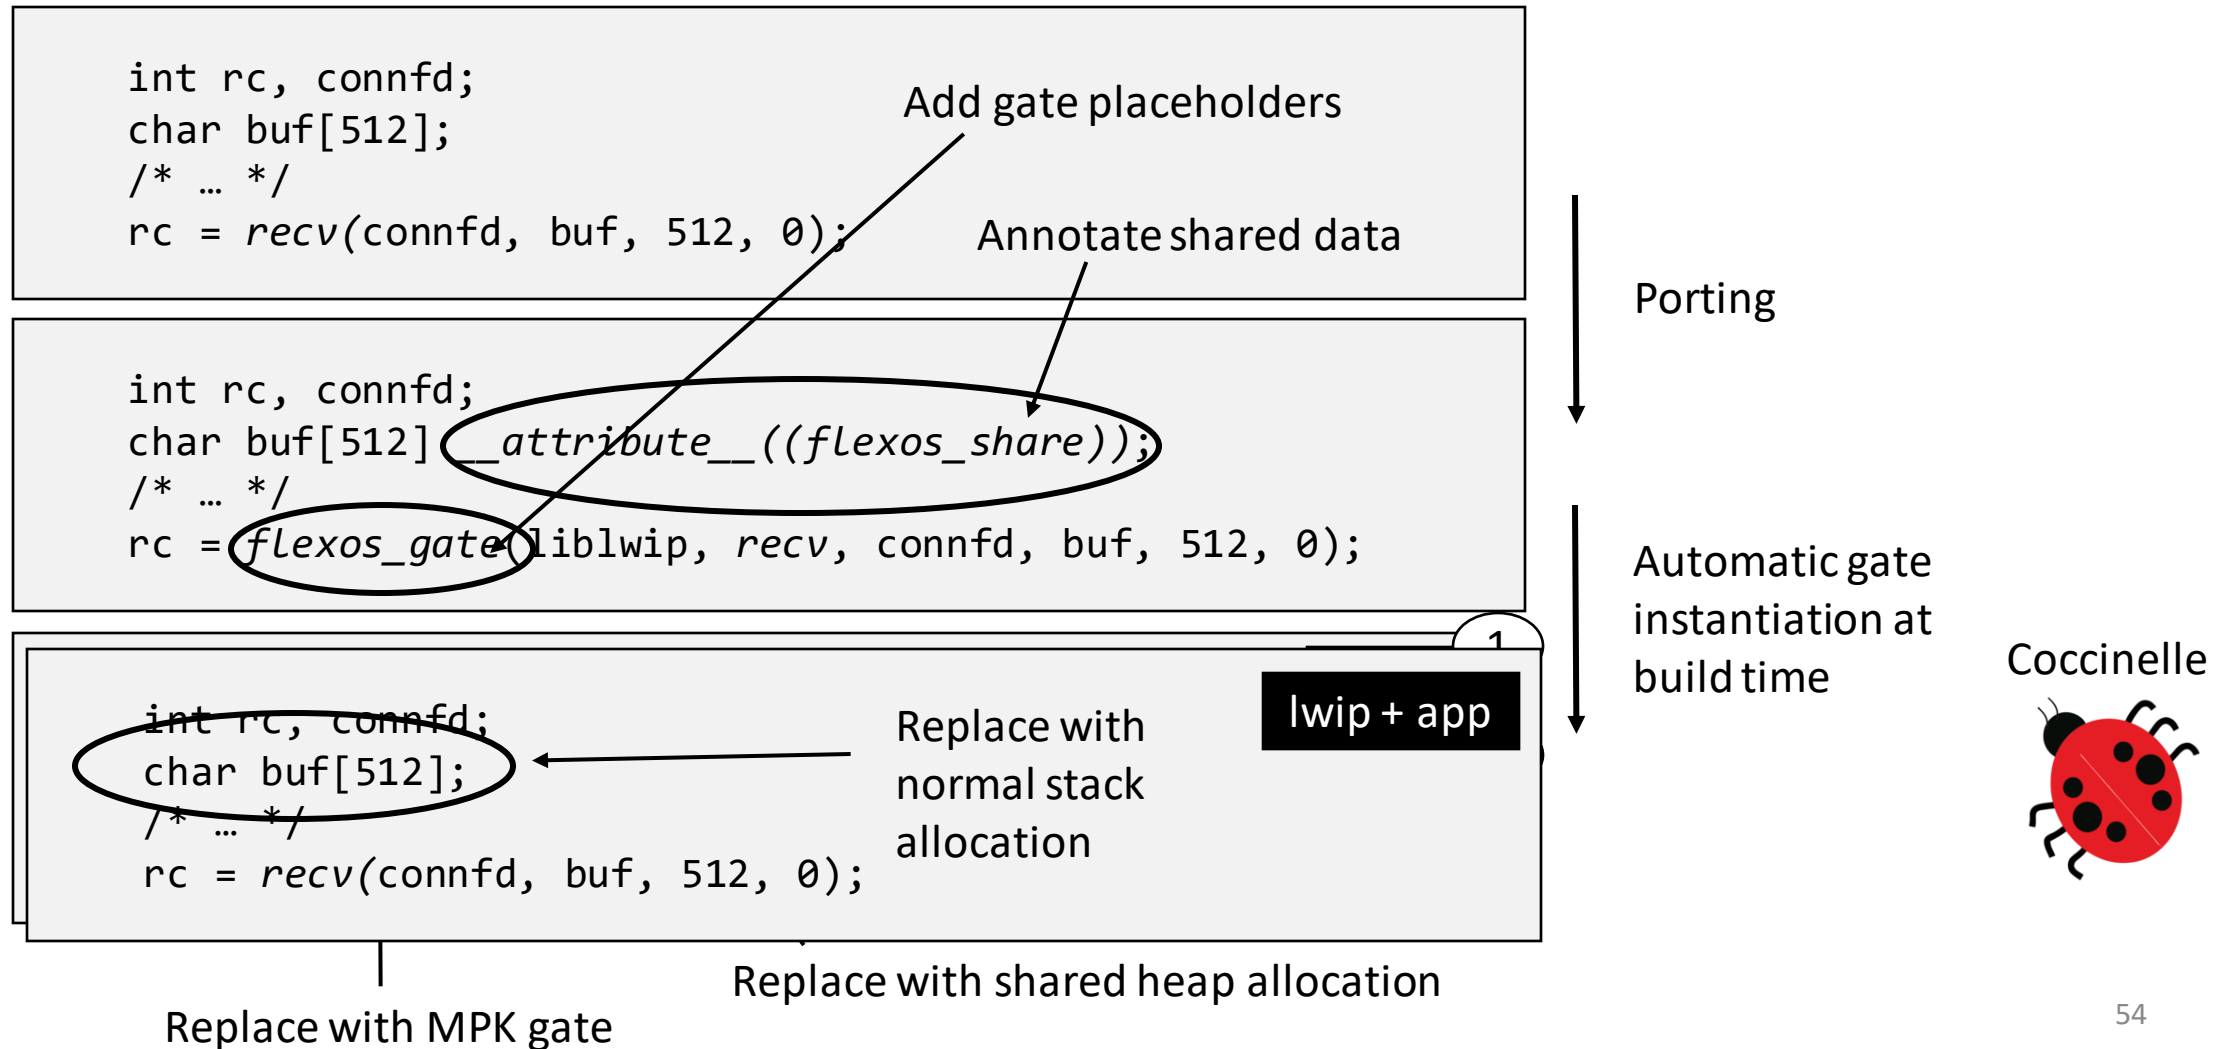 int rc, connfd;
char buf[512];
/* … */
rc = recv(connfd, buf, 512, 0);
Add gate placeholders
Annotate shared data
Porting
int rc, connfd;
char buf[512] __attribute__((flexos_share));
/* … */
rc = flexos_gate(liblwip, recv, connfd, buf, 512, 0);
Automatic gate
instantiation at
build time
Coccinelle
1
lwip + app
int rc, connfd;
char buf[512];
/* … */
rc = recv(connfd, buf, 512, 0);
Replace with
normal stack
allocation
Replace with shared heap allocation
Replace with MPK gate
54